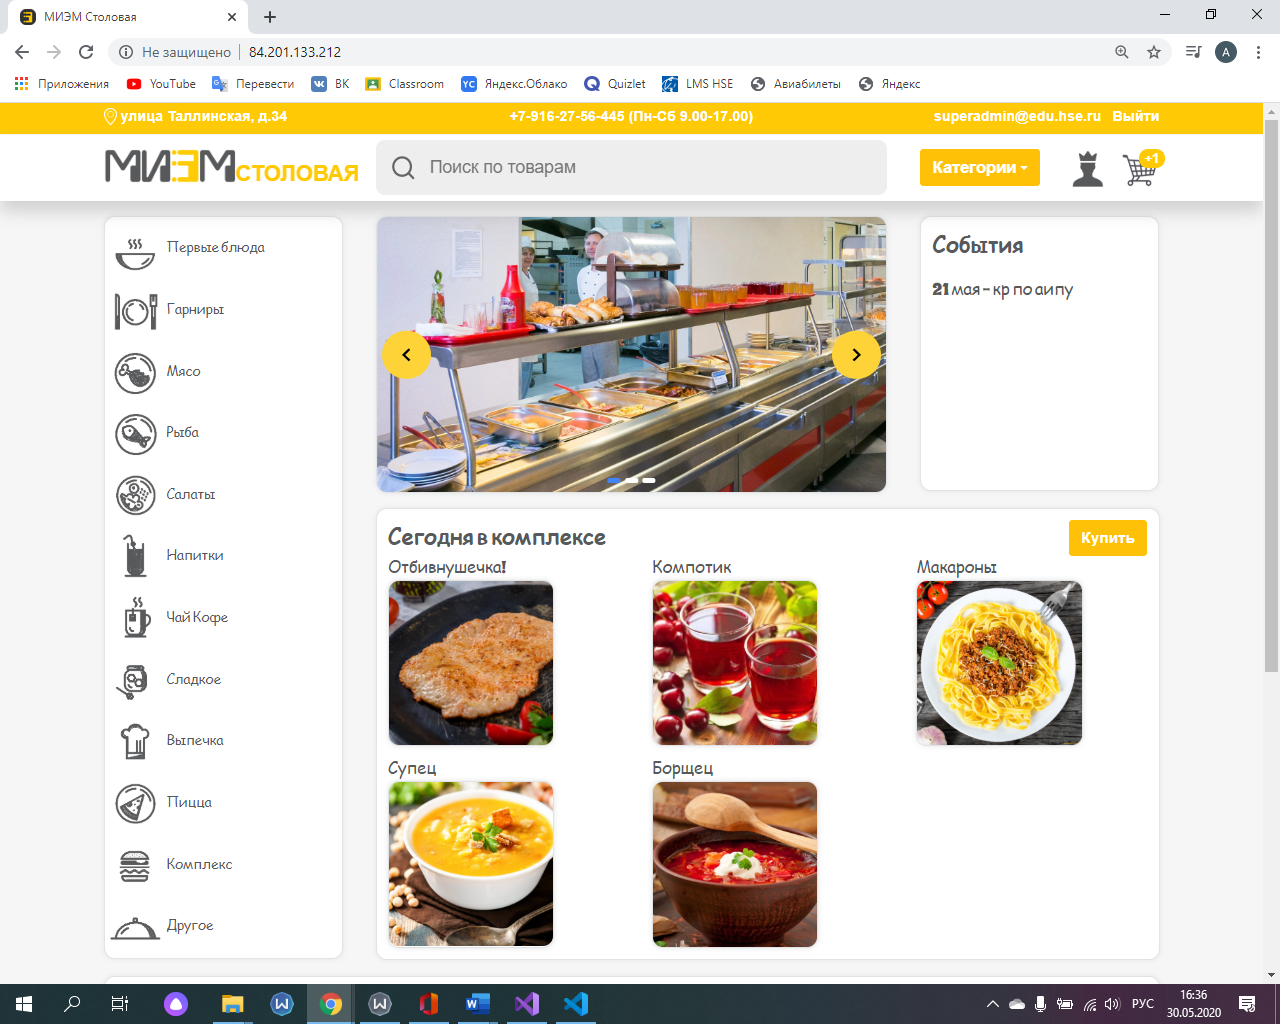 МИЭМ Столовая
Не защищено | 84.201.133.212
A
Приложения YouTube Перевести ВК Classroom Яндекс.Облако Quizlet LMS HSE Авиабилеты Яндекс
улица Таллинская, д.34 +7-916-27-56-445 (Пн-Сб 9.00-17.00) superadmin@edu.hse.ru Выйти
МИЭМСТОЛОВАЯ Поиск по товарам Категории +1
Первые блюда
Гарниры
Мясо
Рыба
Салаты
Напитки
Чай Кофе
Сладкое
Выпечка
Пицца
Комплекс
Другое
События
21 мая - кр по аипу
Сегодня в комплексе Купить
Отбивнушечка! Компотик Макароны
Супец Борщец
РУС 16:36
30.05.2020